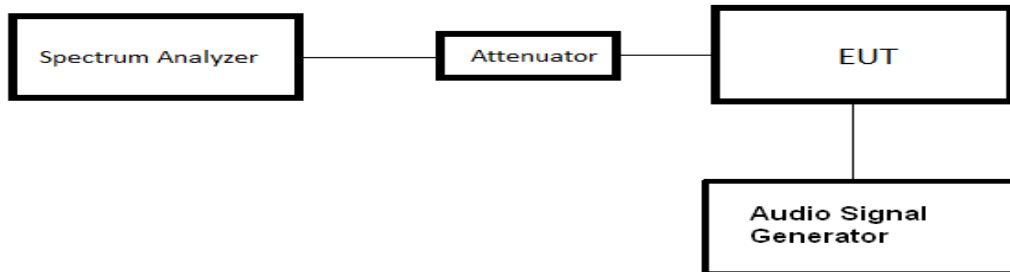 Spectrum Analyzer
Attenuator
EUT
Audio Signal
Generator